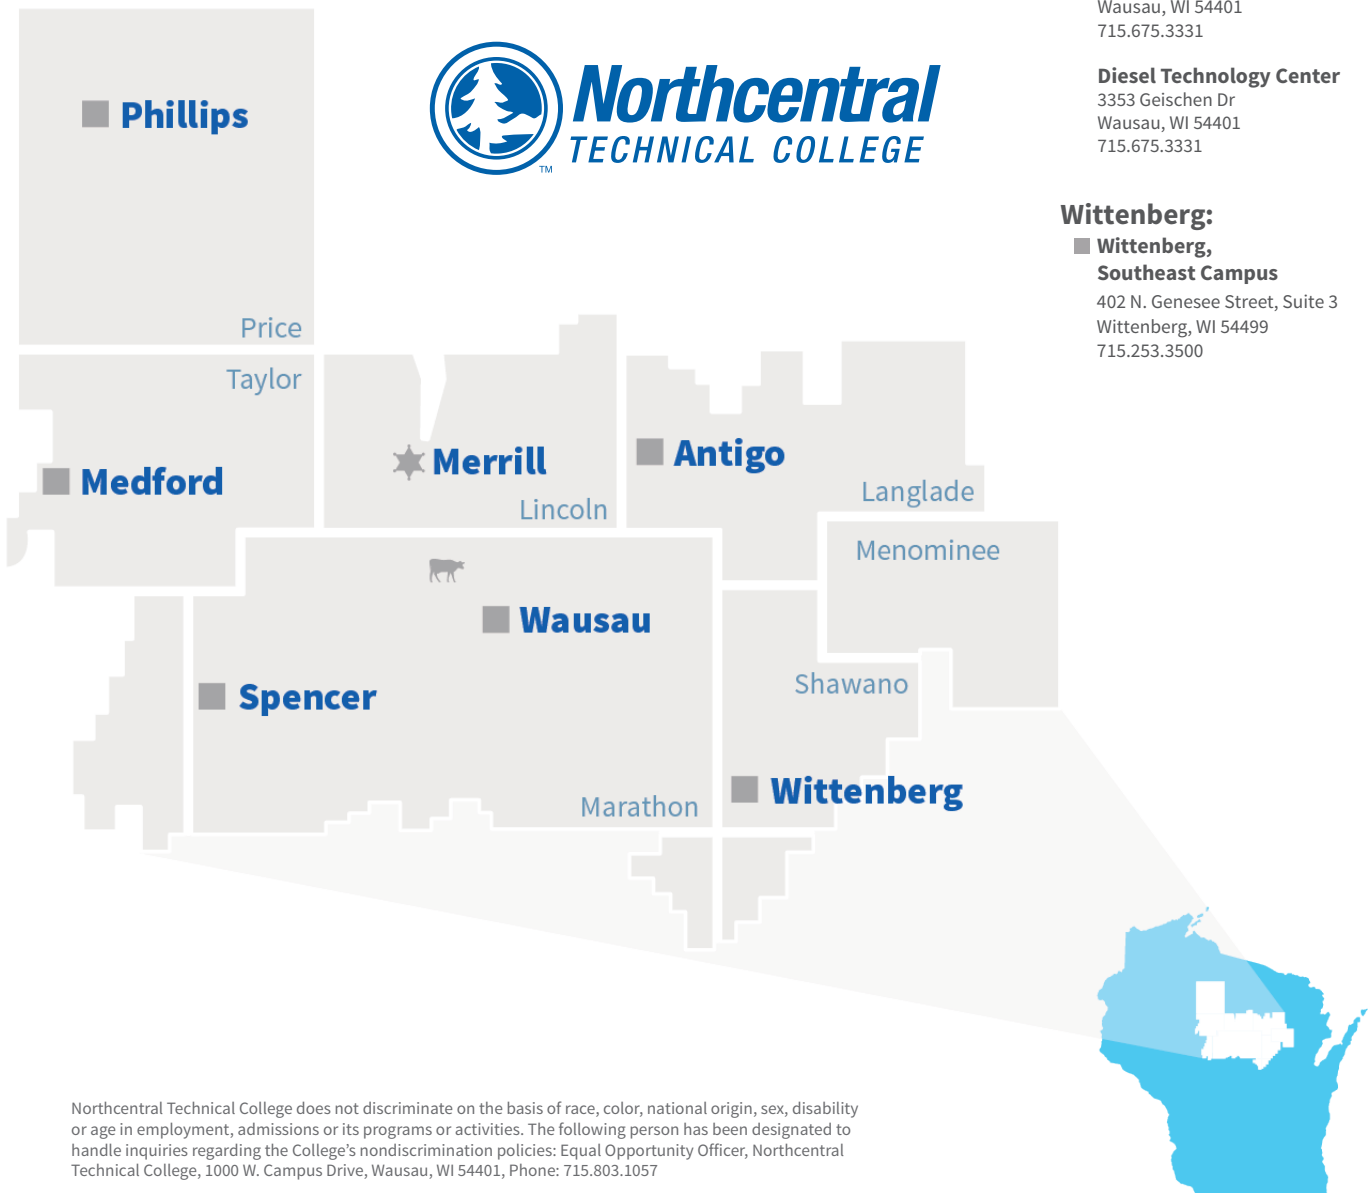 Wausau, WI 54401
715.675.3331
Diesel Technology Center
3353 Geischen Dr
Wausau, WI 54401
715.675.3331
Wittenberg:
Wittenberg,
Southeast Campus
402 N. Genesee Street, Suite 3
Wittenberg, WI 54499
715.253.3500
Northcentral
TECHNICAL COLLEGE
TM
Phillips
Price
Taylor
Medford
Merrill
Lincoln
Antigo
Langlade
Menominee
Wausau
Spencer
Marathon
Shawano
Wittenberg
Northcentral Technical College does not discriminate on the basis of race, color, national origin, sex, disability
or age in employment, admissions or its programs or activities. The following person has been designated to
handle inquiries regarding the College’s nondiscrimination policies: Equal Opportunity Officer, Northcentral
Technical College, 1000 W. Campus Drive, Wausau, WI 54401, Phone: 715.803.1057